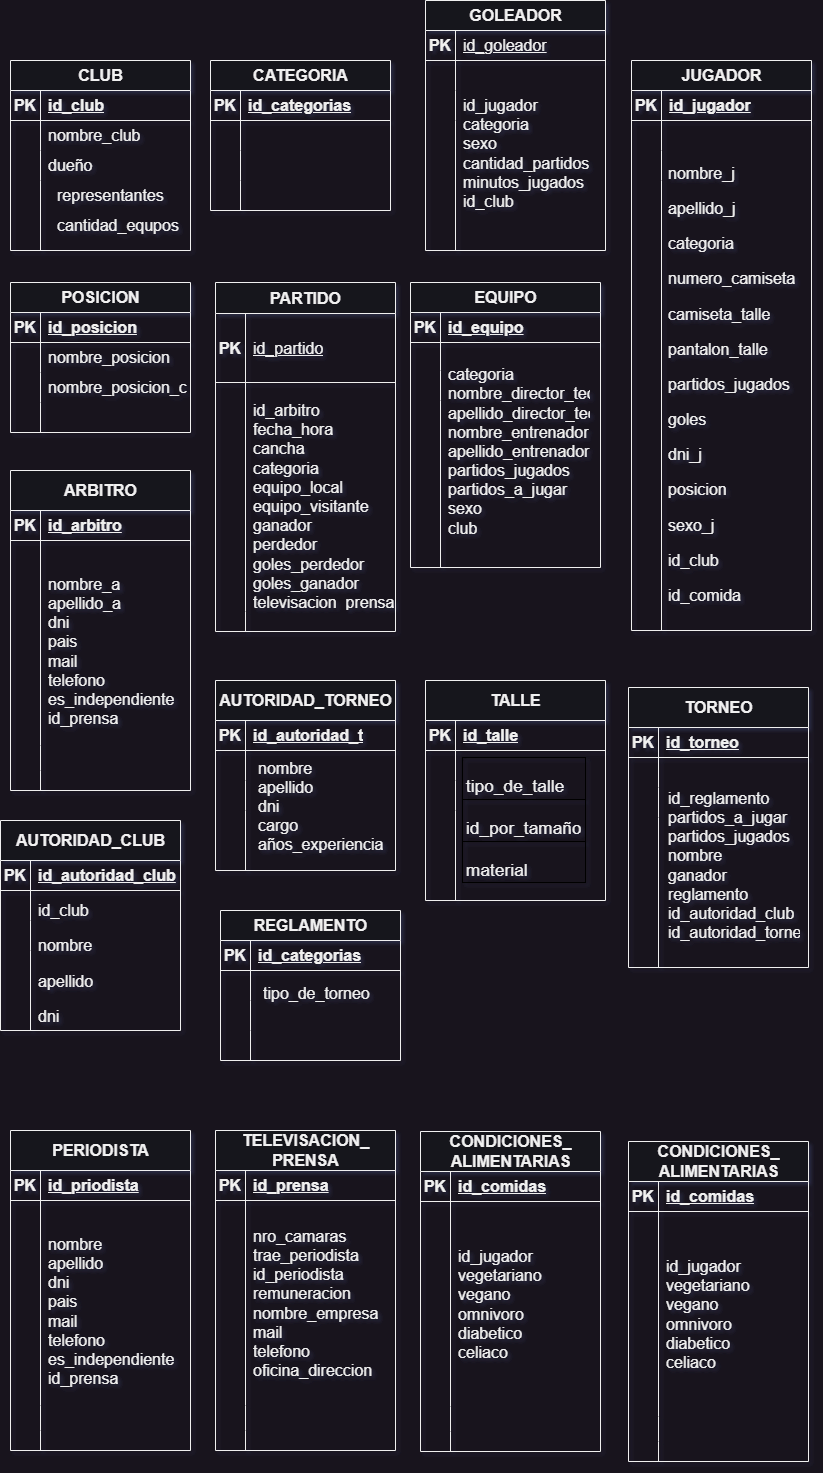 GOLEADOR
PK id_goleador
id_jugador
categoria
sexo
cantidad_partidos
minutos_jugados
id_club
CLUB
PK id_club
nombre_club
dueño
representantes
cantidad_equpos
CATEGORIA
PK id_categorias
JUGADOR
PK id_jugador
nombre_j
apellido_j
categoria
numero_camiseta
camiseta_talle
pantalon_talle
partidos_jugados
goles
dni_j
posicion
sexo_j
id_club
id_comida
POSICION
PK id_posicion
nombre_posicion
nombre_posicion_c
PARTIDO
PK id_partido
id_arbitro
fecha_hora
cancha
categoria
equipo_local
equipo_visitante
ganador
perdedor
goles_perdedor
goles_ganador
televisacion_prensa
EQUIPO
PK id_equipo
categoria
nombre_director_tec
apellido_director_tec
nombre_entrenador
apellido_entrenador
partidos_jugados
partidos_a_jugar
sexo
club
ARBITRO
PK id_arbitro
nombre_a
apellido_a
dni
pais
mail
telefono
es_independiente
id_prensa
AUTORIDAD_TORNEO
PK id_autoridad_t
nombre
apellido
dni
cargo
años_experiencia
TALLE
PK id_talle
tipo_de_talle
id_por_tamaño
material
TORNEO
PK id_torneo
id_reglamento
partidos_a_jugar
partidos_jugados
nombre
ganador
reglamento
id_autoridad_club
id_autoridad_torne
AUTORIDAD_CLUB
PK id_autoridad_club
id_club
nombre
apellido
dni
REGLAMENTO
PK id_categorias
tipo_de_torneo
PERIODISTA
PK id_priodista
nombre
apellido
dni
pais
mail
telefono
es_independiente
id_prensa
TELEVISACION_
PRENSA
PK id_prensa
nro_camaras
trae_periodista
id_periodista
remuneracion
nombre_empresa
mail
telefono
oficina_direccion
CONDICIONES_
ALIMENTARIAS
PK id_comidas
id_jugador
vegetariano
vegano
omnivoro
diabetico
celiaco
CONDICIONES_
ALIMENTARIAS
PK id_comidas
id_jugador
vegetariano
vegano
omnivoro
diabetico
celiaco